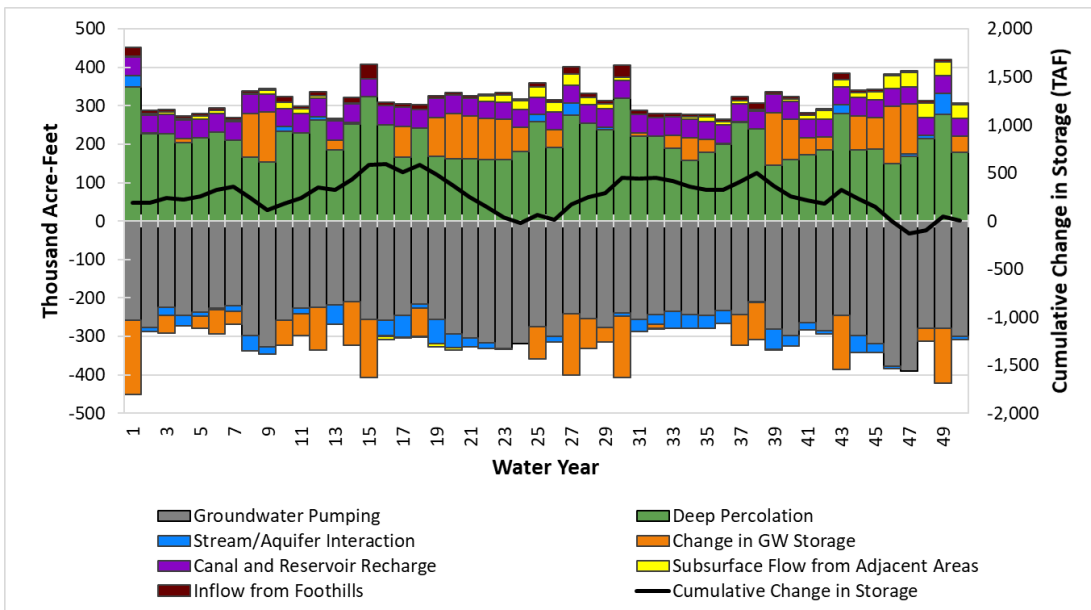 Thousand Acre-Feet
500
400
300
200
100
0
-100
-200
-300
-400
-500
2,000
1,500
1,000
500
0
-500
-1,000
-1,500
-2,000
Cumulative Change in Storage (TAF)
1 3 5 7 9 11 13 15 17 19 21 23 25 27 29 31 33 35 37 39 41 43 45 47 49
Water Year
Groundwater Pumping Deep Percolation
Stream/Aquifer Interaction Change in GW Storage
Canal and Reservoir Recharge Subsurface Flow from Adjacent Areas
Inflow from Foothills Cumulative Change in Storage